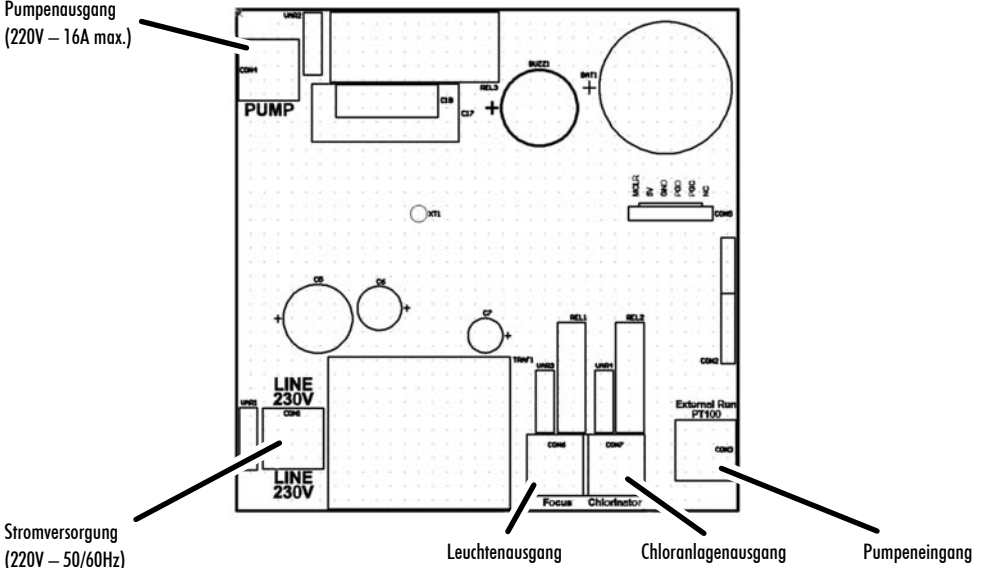 Pumpenausgang
(220V – 16A max.)
VAR2
CON4
PUMP
REL3
C18
C17
BUZZ1
BAT1
MCLR
5V
GND
PGD
PGC
NC
CON5
XT1
C5
C6
C7
TRAF1
REL1
REL2
VAR3
VAR4
CON2
LINE
230V
VAR1
CON1
LINE
230V
External Run
PT100
CON3
CON6
CON7
Focus
Chlorinator
Stromversorgung
(220V – 50/60Hz)
Leuchtenausgang
Chloranlagenausgang
Pumpeneingang